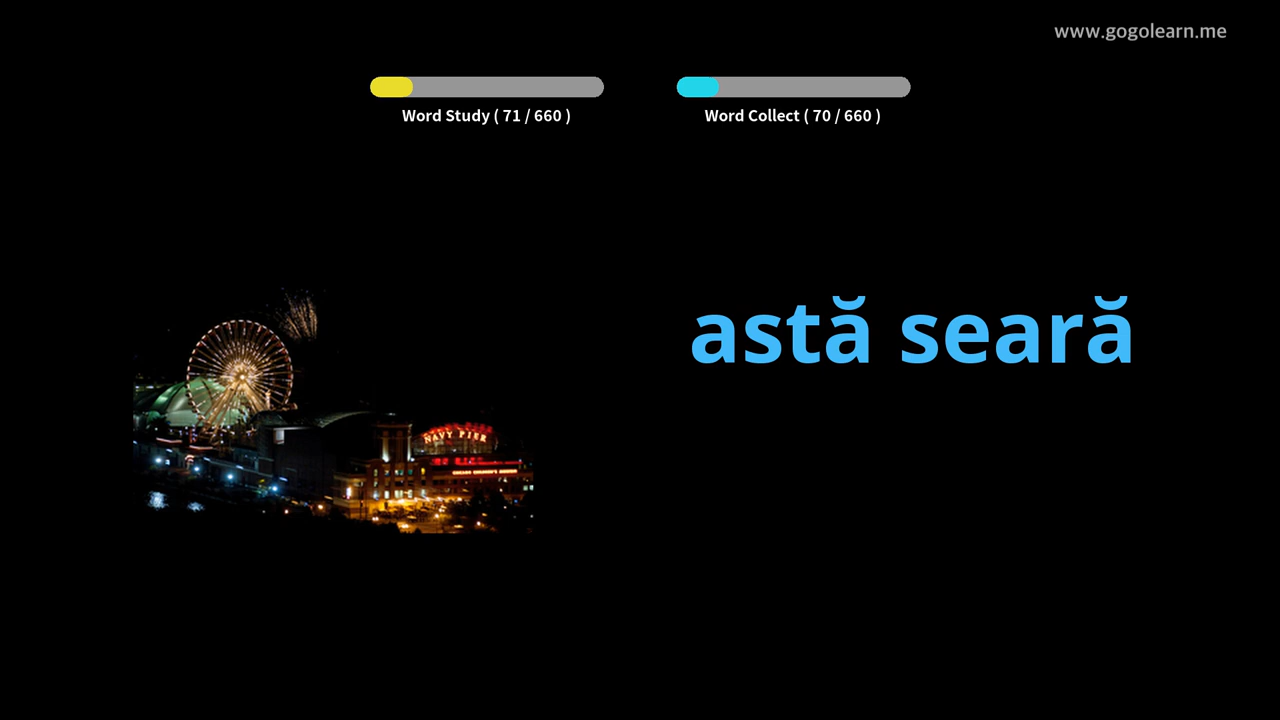 www.gogolearn.me
Word Study ( 71 / 660 )
Word Collect ( 70 / 660 )
astă seară
NAVY PIER